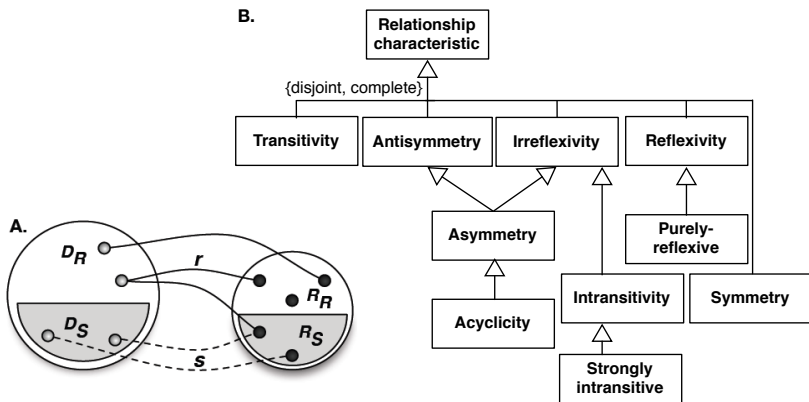 A.
D_R
r
R_R
D_S
R_S
s
B.
Relationship
characteristic
{disjoint, complete}
Transitivity
Antisymmetry
Irreflexivity
Reflexivity
Asymmetry
Purely-
reflexive
Acyclicity
Intransitivity
Symmetry
Strongly
intransitive